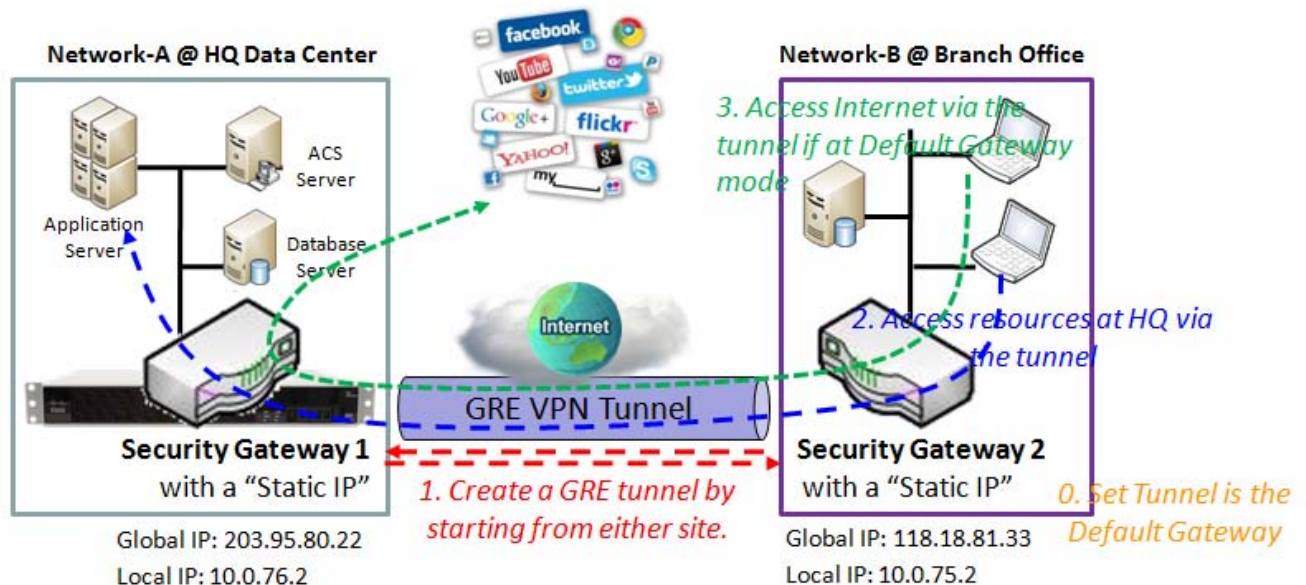 Network-A @ HQ Data Center
ACS
Server
Application
Server
Database
Server
Security Gateway 1
with a "Static IP"
Global IP: 203.95.80.22
Local IP: 10.0.76.2
facebook
YouTube
twitter
Google+
flickr
YAHOO!
g+
my
Internet
GRE VPN Tunnel
1. Create a GRE tunnel by
starting from either site.
Network-B @ Branch Office
3. Access Internet via the
tunnel if at Default Gateway
mode
2. Access resources at HQ via
the tunnel
Security Gateway 2
with a "Static IP"
0. Set Tunnel is the
Default Gateway
Global IP: 118.18.81.33
Local IP: 10.0.75.2